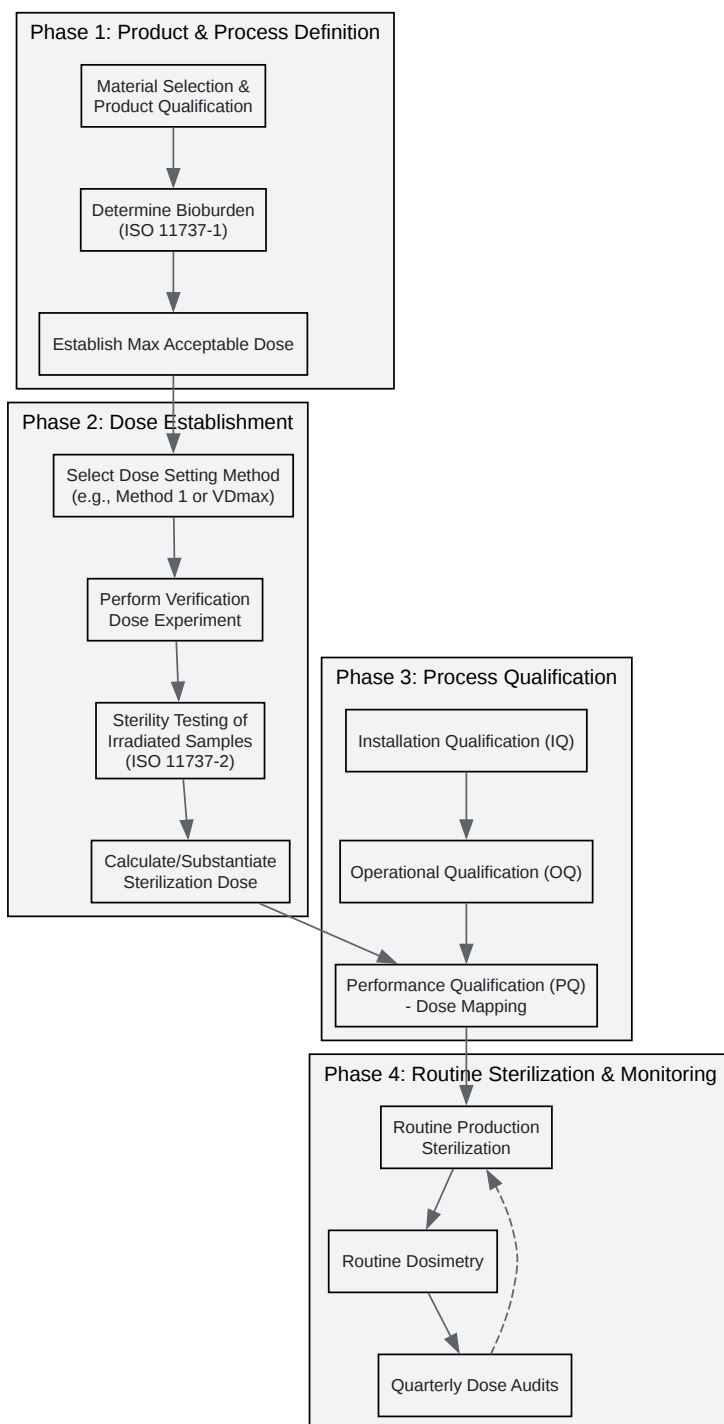 Phase 1: Product & Process Definition
Material Selection &
Product Qualification
Determine Bioburden
(ISO 11737-1)
Establish Max Acceptable Dose
Phase 2: Dose Establishment
Select Dose Setting Method
(e.g., Method 1 or VDmax)
Perform Verification
Dose Experiment
Sterility Testing of
Irradiated Samples
(ISO 11737-2)
Calculate/Substantiate
Sterilization Dose
Phase 3: Process Qualification
Installation Qualification (IQ)
Operational Qualification (OQ)
Performance Qualification (PQ)
- Dose Mapping
Phase 4: Routine Sterilization & Monitoring
Routine Production
Sterilization
Routine Dosimetry
Quarterly Dose Audits